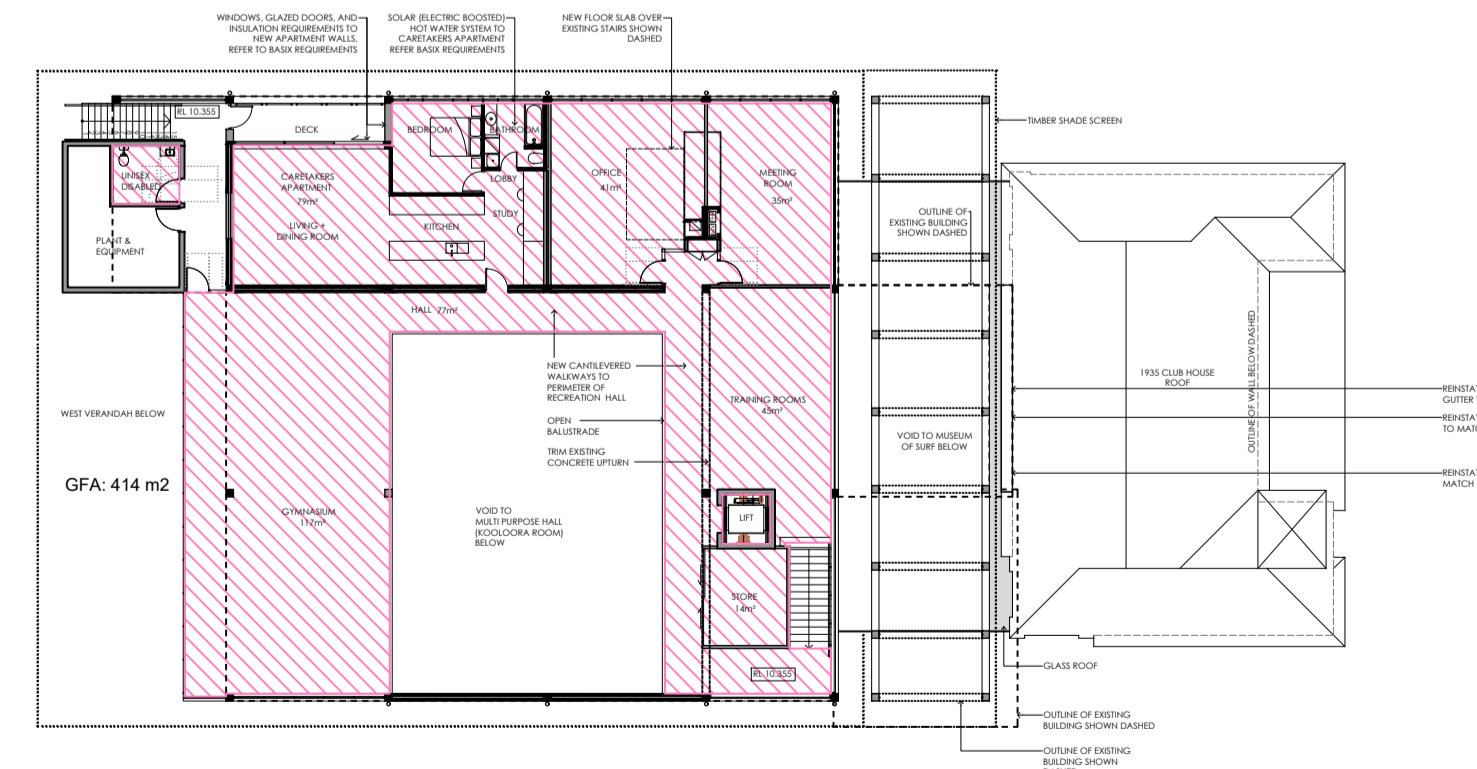 WINDOWS, GLAZED DOORS, AND
INSULATION REQUIREMENTS TO
NEW APARTMENT WALLS,
REFER TO BASIX REQUIREMENTS
SOLAR (ELECTRIC BOOSTED)
HOT WATER SYSTEM TO
CARETAKERS APARTMENT
REFER BASIX REQUIREMENTS
NEW FLOOR SLAB OVER
EXISTING STAIRS SHOWN
DASHED
RL 10.355
DECK
BEDROOM
BATHROOM
TIMBER SHADE SCREEN
UNISEX
DISABLED
CARETAKERS
APARTMENT
79m²
LIVING +
DINING ROOM
LOBBY
STUDY
KITCHEN
OFFICE
41m²
MEETING
ROOM
35m²
PLANT &
EQUIPMENT
OUTLINE OF
EXISTING BUILDING
SHOWN DASHED
HALL 77m²
NEW CANTILEVERED
WALKWAYS TO
PERIMETER OF
RECREATION HALL
OPEN
BALUSTRADE
TRIM EXISTING
CONCRETE UPTURN
TRAINING ROOMS
45m²
1935 CLUB HOUSE
ROOF
OUTLINE OF WALL BELOW DASHED
REINSTAT
GUTTER
REINSTAT
TO MATC
REINSTAT
MATCH
WEST VERANDAH BELOW
VOID TO MUSEUM
OF SURF BELOW
GFA: 414 m2
GYMNASIUM
117m²
VOID TO
MULTI PURPOSE HALL
(KOOLOORA ROOM)
BELOW
LIFT
STORE
14m²
RL 10.355
GLASS ROOF
OUTLINE OF EXISTING
BUILDING SHOWN DASHED
OUTLINE OF EXISTING
BUILDING SHOWN